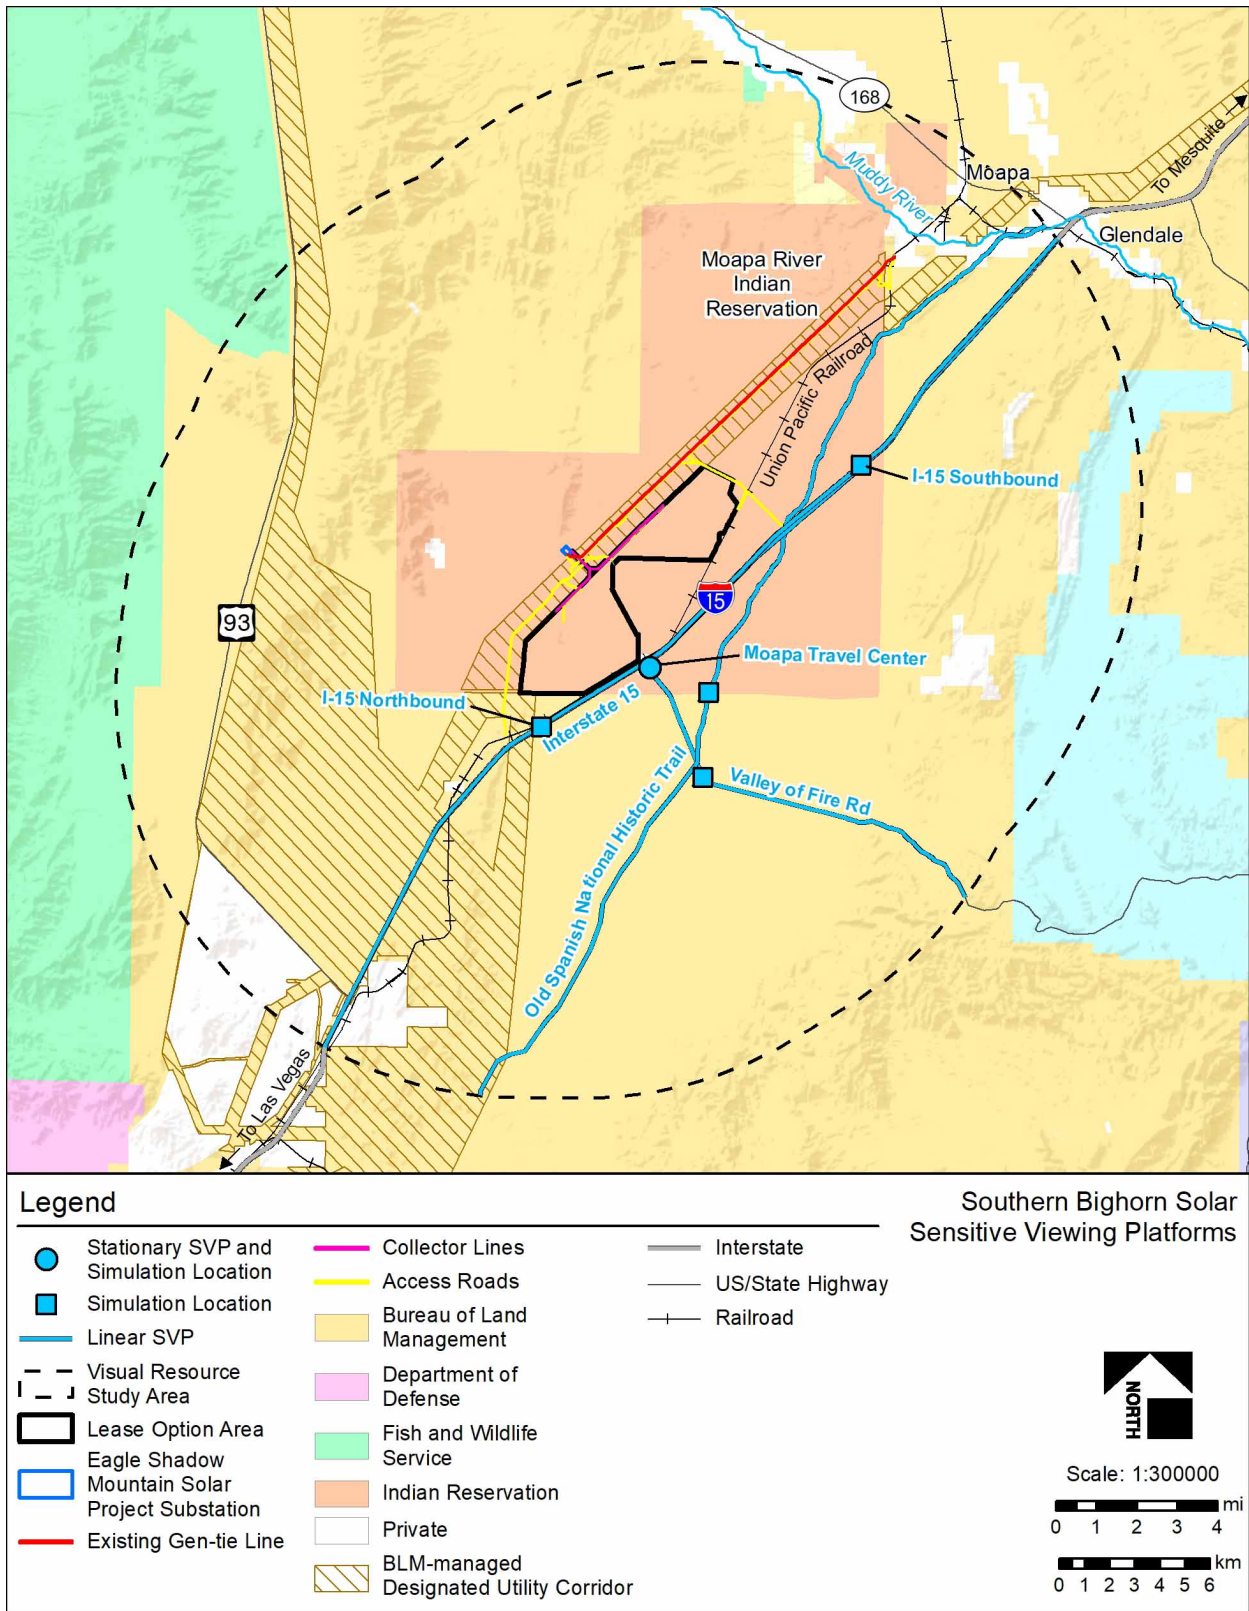 168
Moapa
To Mesquite
Muddy River
Glendale
Moapa River
Indian
Reservation
Union Pacific Railroad
I-15 Southbound
93
15
Moapa Travel Center
I-15 Northbound
Interstate 15
Old Spanish National Historic Trail
Valley of Fire Rd
To Las Vegas
Legend
Southern Bighorn Solar
Sensitive Viewing Platforms
Stationary SVP and
Simulation Location
Simulation Location
Linear SVP
Visual Resource
Study Area
Lease Option Area
Eagle Shadow
Mountain Solar
Project Substation
Existing Gen-tie Line
Collector Lines
Access Roads
Bureau of Land
Management
Department of
Defense
Fish and Wildlife
Service
Indian Reservation
Private
BLM-managed
Designated Utility Corridor
Interstate
US/State Highway
Railroad
NORTH
Scale: 1:300000
mi
0 1 2 3 4
km
0 1 2 3 4 5 6